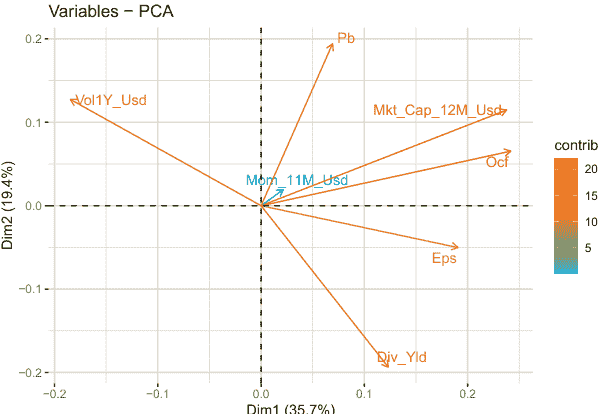 Variables − PCA
0.2
Pb
Vol1Y_Usd
Mkt_Cap_12M_Usd
0.1
contrib
20
15
10
5
Ocf
Mom_11M_Usd
0.0
Dim2 (19.4%)
Eps
−0.1
Div_Yld
−0.2
−0.2
−0.1
0.0
0.1
0.2
Dim1 (35.7%)